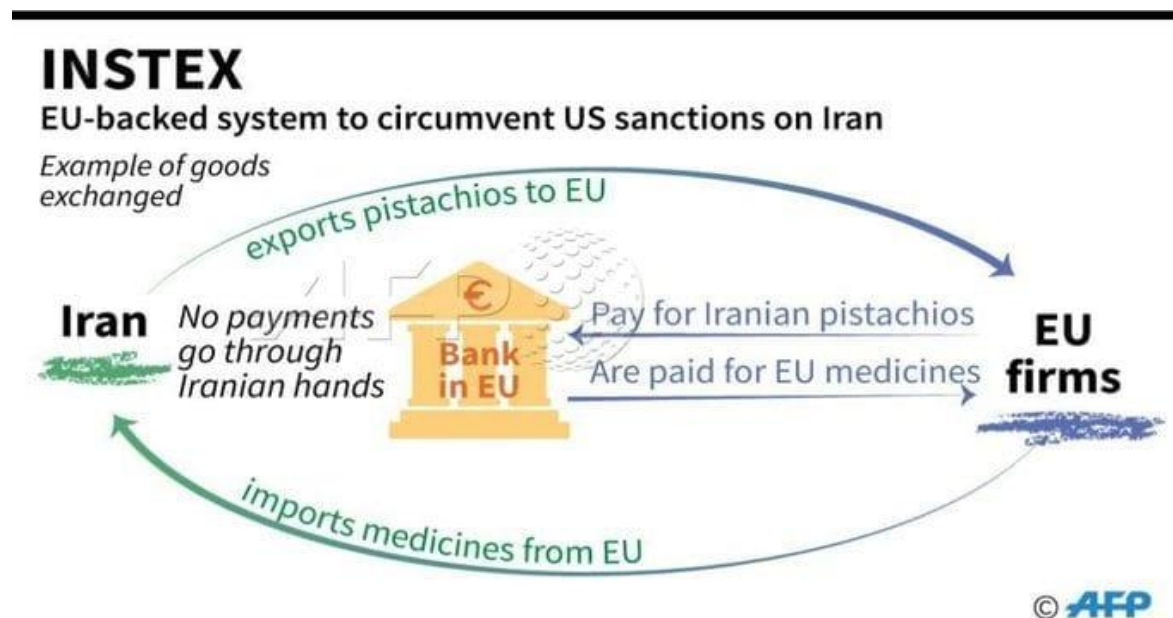 INSTEX
EU-backed system to circumvent US sanctions on Iran
Example of goods
exchanged
exports pistachios to EU
Iran
No payments
go through
Iranian hands
€
Bank
in EU
AFP
Pay for Iranian pistachios
Are paid for EU medicines
EU
firms
imports medicines from EU
© AFP